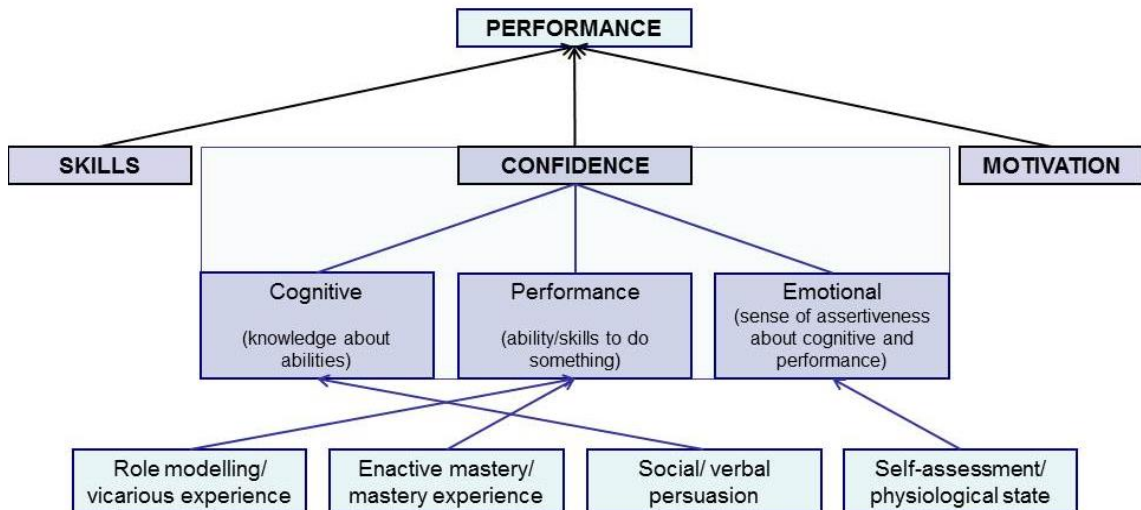 PERFORMANCE
SKILLS
CONFIDENCE
MOTIVATION
Cognitive
(knowledge about
abilities)
Performance
(ability/skills to do
something)
Emotional
(sense of assertiveness
about cognitive and
performance)
Role modelling/
vicarious experience
Enactive mastery/
mastery experience
Social/ verbal
persuasion
Self-assessment/
physiological state